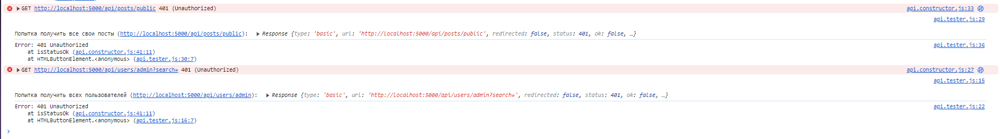 GET http://localhost:5000/api/posts/public 401 (Unauthorized) api.constructor.js:33
api.tester.js:29
Попытка получить все свои посты (http://localhost:5000/api/posts/public): Response {type: 'basic', url: 'http://localhost:5000/api/posts/public', redirected: false, status: 401, ok: false, …}
Error: 401 Unauthorized api.tester.js:36
at isStatusOk (api.constructor.js:41:11)
at HTMLButtonElement.<anonymous> (api.tester.js:30:7)
GET http://localhost:5000/api/users/admin?search= 401 (Unauthorized) api.constructor.js:27
api.tester.js:15
Попытка получить всех пользователей (http://localhost:5000/api/users/admin): Response {type: 'basic', url: 'http://localhost:5000/api/users/admin?search=', redirected: false, status: 401, ok: false, …}
Error: 401 Unauthorized api.tester.js:22
at isStatusOk (api.constructor.js:41:11)
at HTMLButtonElement.<anonymous> (api.tester.js:16:7)